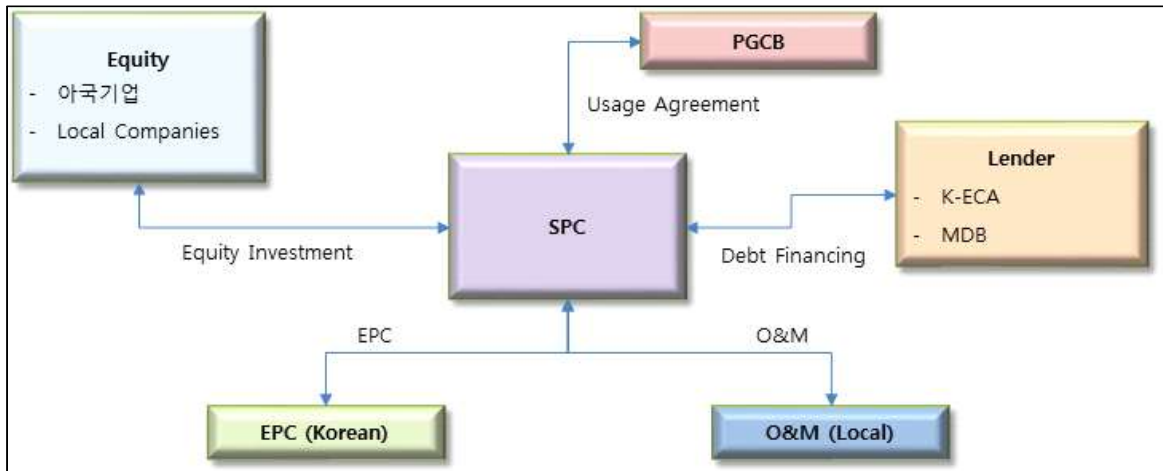 PGCB
Equity
- 아국기업
- Local Companies
Usage Agreement
Lender
- K-ECA
- MDB
SPC
Equity Investment
Debt Financing
EPC
O&M
EPC (Korean)
O&M (Local)